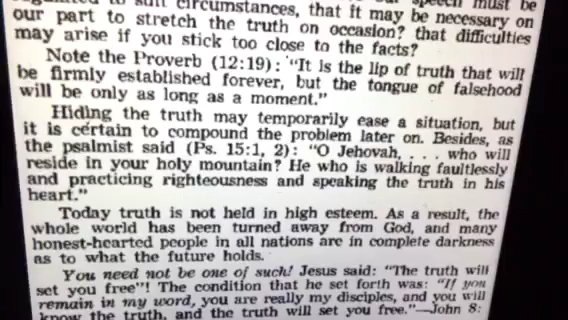 circumstances, that it may be necessary on
our part to stretch the truth on occasion? that difficulties
may arise if you stick too close to the facts?
Note the Proverb (12:19): "It is the lip of truth that will
be firmly established forever, but the tongue of falsehood
will be only as long as a moment."
Hiding the truth may temporarily ease a situation, but
it is certain to compound the problem later on. Besides, as
the psalmist said (Ps. 15:1, 2): "O Jehovah, . . . who will
reside in your holy mountain? He who is walking faultlessly
and practicing righteousness and speaking the truth in his
heart."
Today truth is not held in high esteem. As a result, the
whole world has been turned away from God, and many
honest-hearted people in all nations are in complete darkness
as to what the future holds.
You need not be one of such! Jesus said: "The truth will
set you free"! The condition that he set forth was: "If you
remain in my word, you are really my disciples, and you will
know the truth, and the truth will set you free."—John 8: